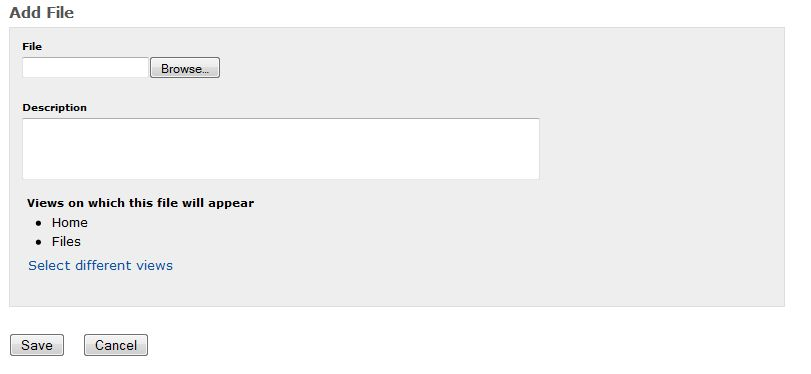 Add File
File
Browse...
Description
Views on which this file will appear
Home
Files
Select different views
Save Cancel